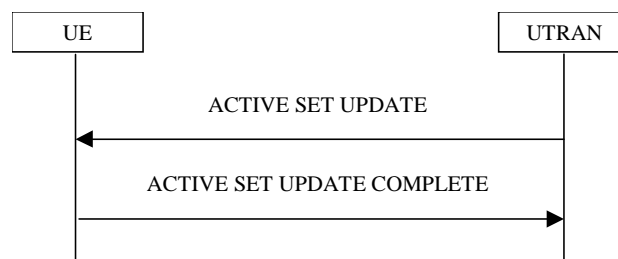 UE
UTRAN
ACTIVE SET UPDATE
ACTIVE SET UPDATE COMPLETE